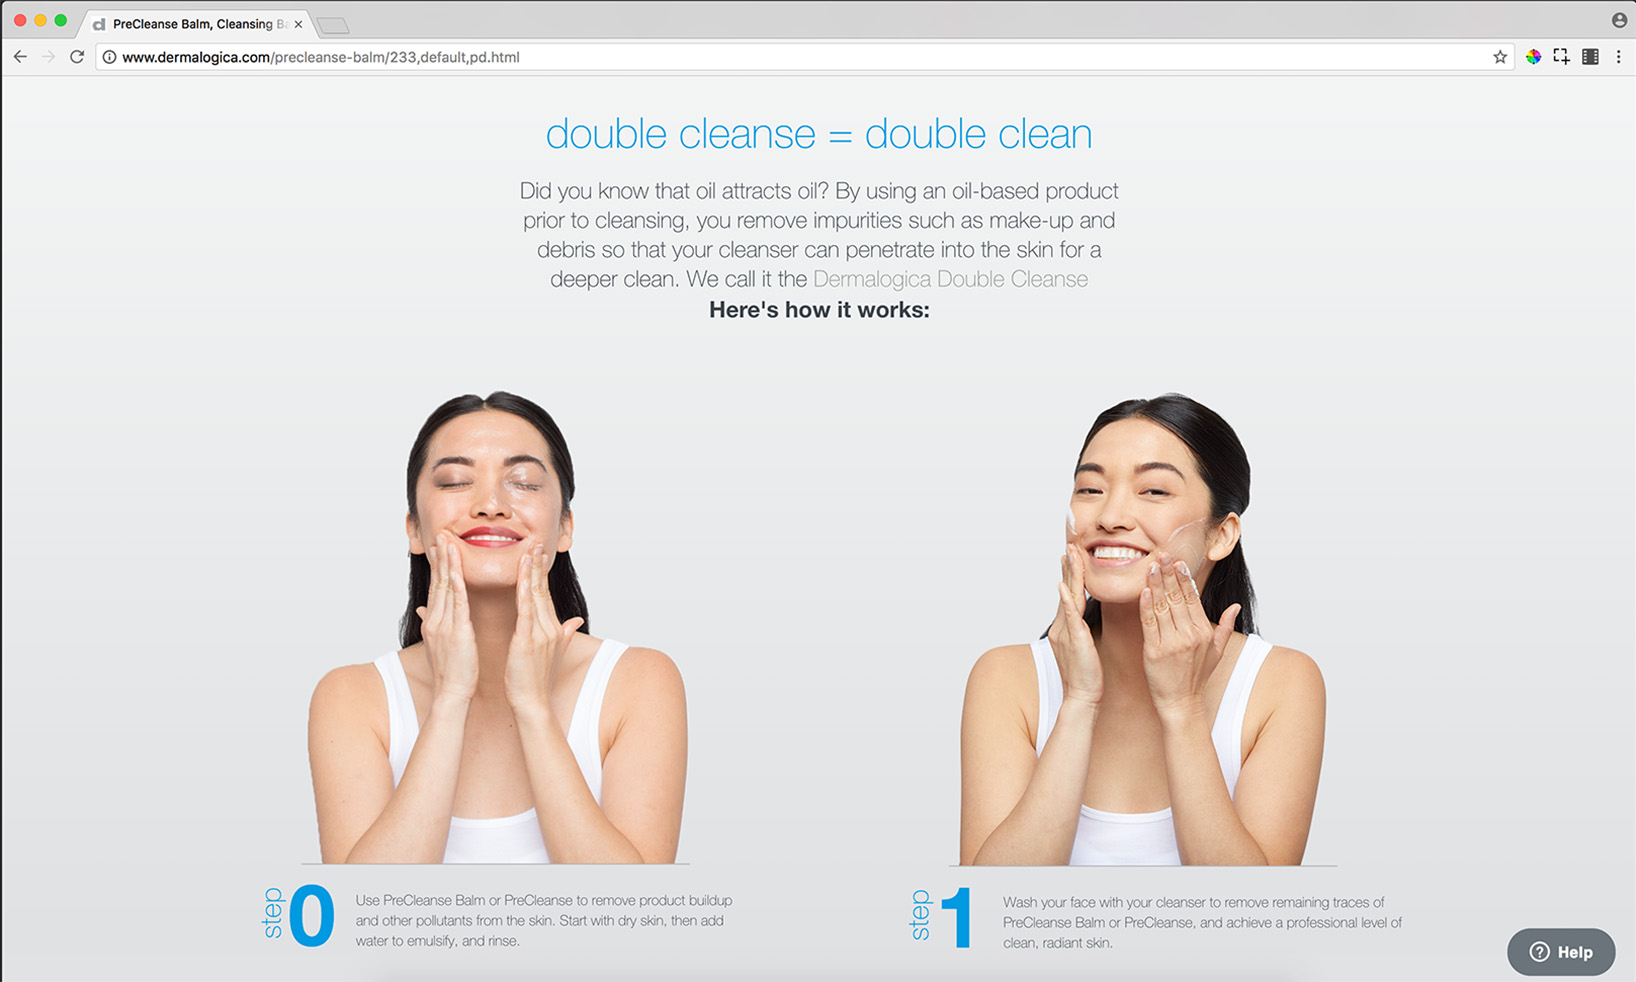 PreCleanse Balm, Cleansing Ba
www.dermalogica.com/precleanse-balm/233,default,pd.html
double cleanse = double clean
Did you know that oil attracts oil? By using an oil-based product
prior to cleansing, you remove impurities such as make-up and
debris so that your cleanser can penetrate into the skin for a
deeper clean. We call it the Dermalogica Double Cleanse
Here's how it works:
step 0
Use PreCleanse Balm or PreCleanse to remove product buildup
and other pollutants from the skin. Start with dry skin, then add
water to emulsify, and rinse.
step 1
Wash your face with your cleanser to remove remaining traces of
PreCleanse Balm or PreCleanse, and achieve a professional level of
clean, radiant skin.
Help